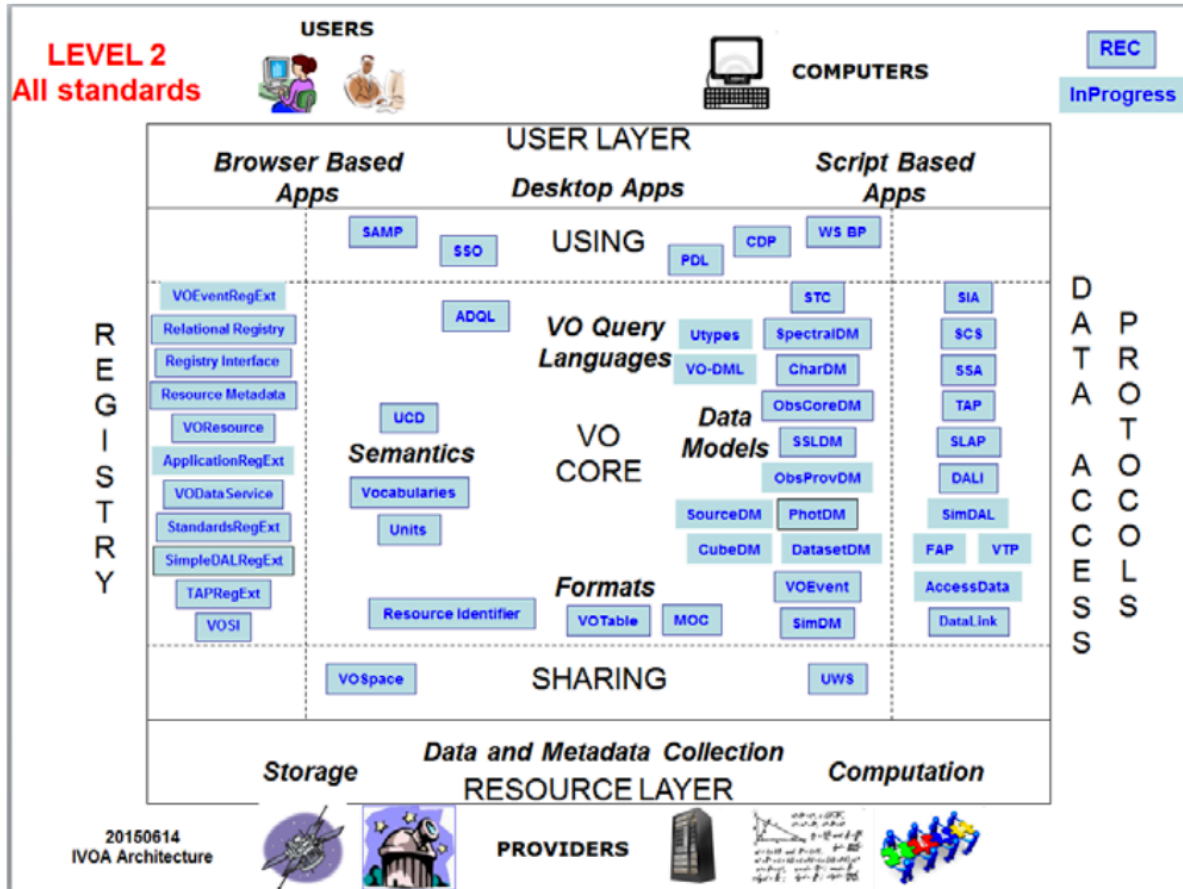 LEVEL 2
All standards
USERS
COMPUTERS
REC
InProgress
USER LAYER
Browser Based
Apps
Desktop Apps
Script Based
Apps
USING
SAMP
SSO
PDL
CDP
WS BP
REGISTRY
VOEventRegExt
Relational Registry
Registry Interface
Resource Metadata
VOResource
ApplicationRegExt
VODataService
StandardsRegExt
SimpleDALRegExt
TAPRegExt
VOSI
ADQL
VO Query
Languages
UCD
Semantics
Vocabularies
Units
VO
CORE
Data
Models
Formats
Resource Identifier
VOTable
MOC
Utypes
VO-DML
STC
SpectralDM
CharDM
ObsCoreDM
SSLDM
ObsProvDM
SourceDM
PhotDM
CubeDM
DatasetDM
VOEvent
SimDM
SIA
SCS
SSA
TAP
SLAP
DALI
SimDAL
FAP
VTP
AccessData
DataLink
DATA ACCESS
PROTOCOLS
VOSpace
SHARING
UWS
Data and Metadata Collection
Storage
Computation
RESOURCE LAYER
20150614
IVOA Architecture
PROVIDERS